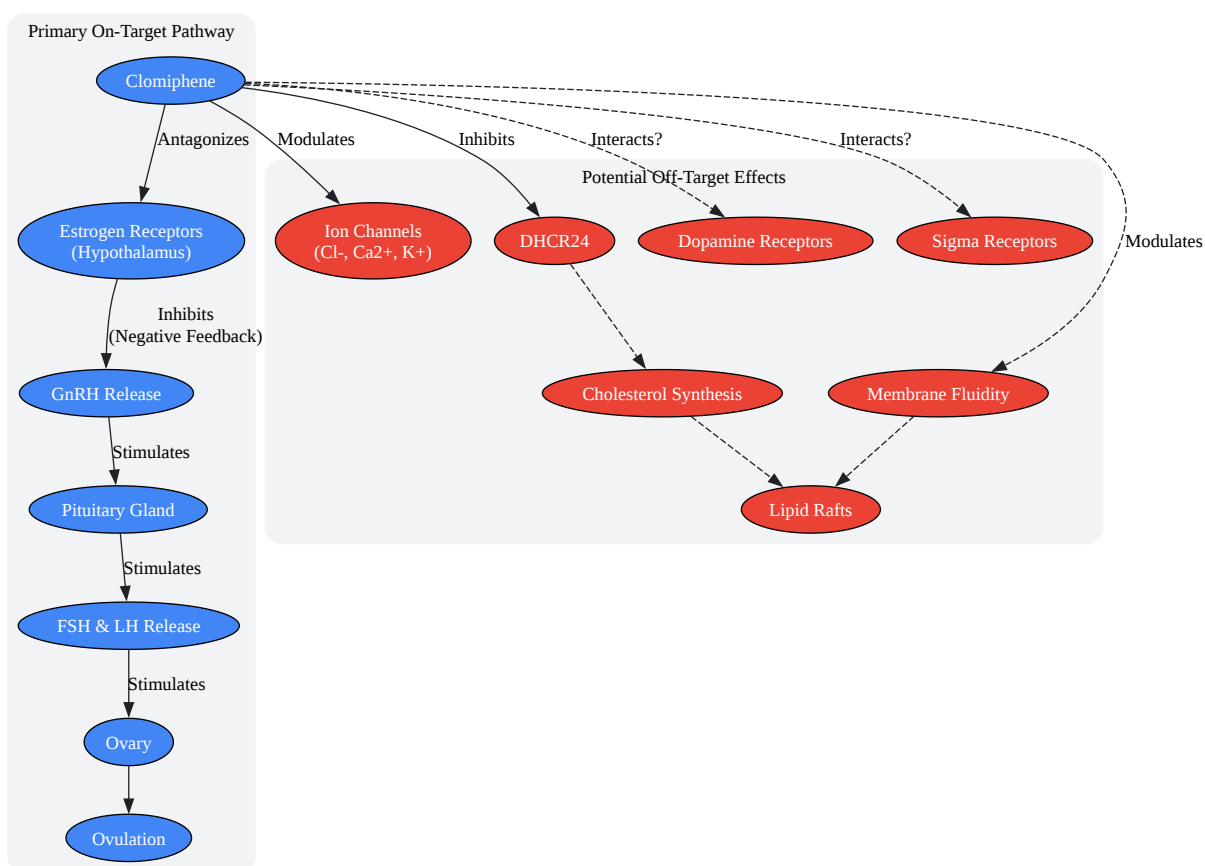 Primary On-Target Pathway
Clomiphene
Antagonizes
Modulates
Inhibits
Interacts?
Interacts?
Potential Off-Target Effects
Estrogen Receptors
(Hypothalamus)
Ion Channels
(Cl-, Ca2+, K+)
DHCR24
Dopamine Receptors
Sigma Receptors
Modulates
Inhibits
(Negative Feedback)
GnRH Release
Cholesterol Synthesis
Membrane Fluidity
Stimulates
Pituitary Gland
Lipid Rafts
Stimulates
FSH & LH Release
Stimulates
Ovary
Ovulation